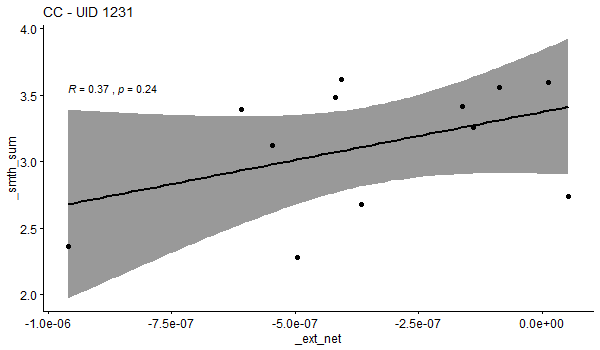 CC - UID 1231
4.0
R = 0.37 , p = 0.24
3.5
3.0
_smth_sum
2.5
2.0
-1.0e-06 -7.5e-07 -5.0e-07 -2.5e-07 0.0e+00
_ext_net